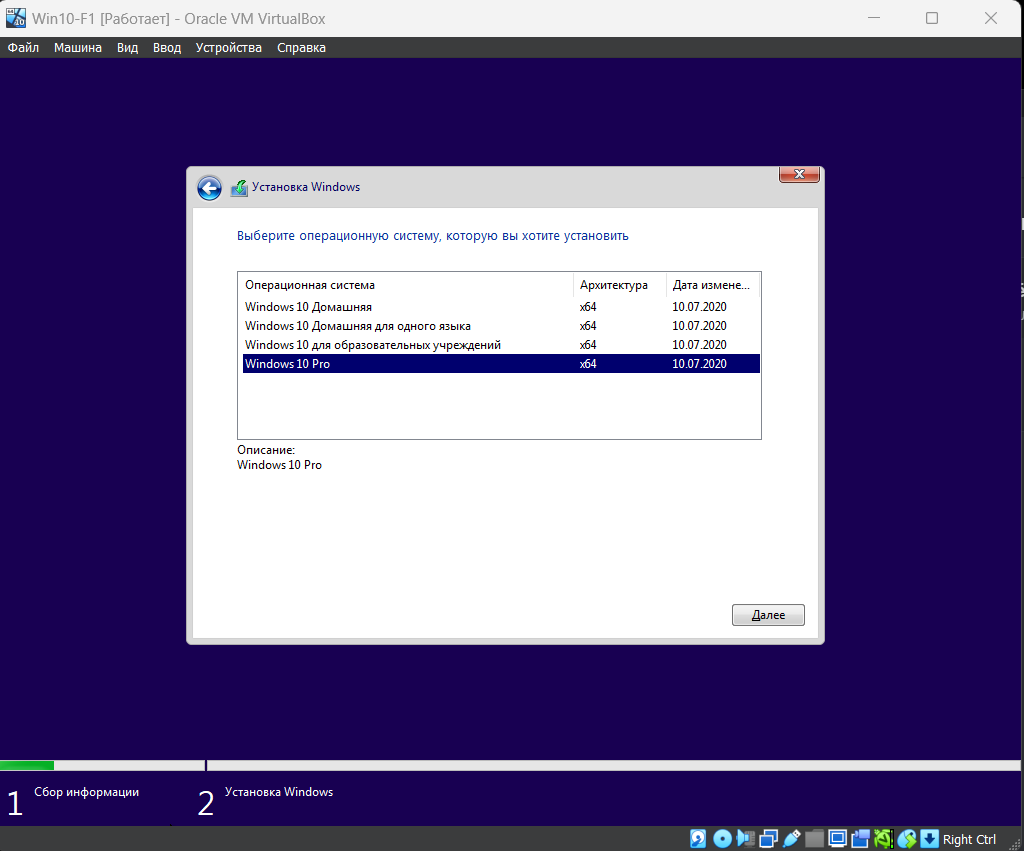 Win10-F1 [Работает] - Oracle VM VirtualBox
Файл Машина Вид Ввод Устройства Справка
Установка Windows
Выберите операционную систему, которую вы хотите установить
Операционная система Архитектура Дата измене...
Windows 10 Домашняя x64 10.07.2020
Windows 10 Домашняя для одного языка x64 10.07.2020
Windows 10 для образовательных учреждений x64 10.07.2020
Windows 10 Pro x64 10.07.2020
Описание:
Windows 10 Pro
Далее
1 Сбор информации 2 Установка Windows
Right Ctrl